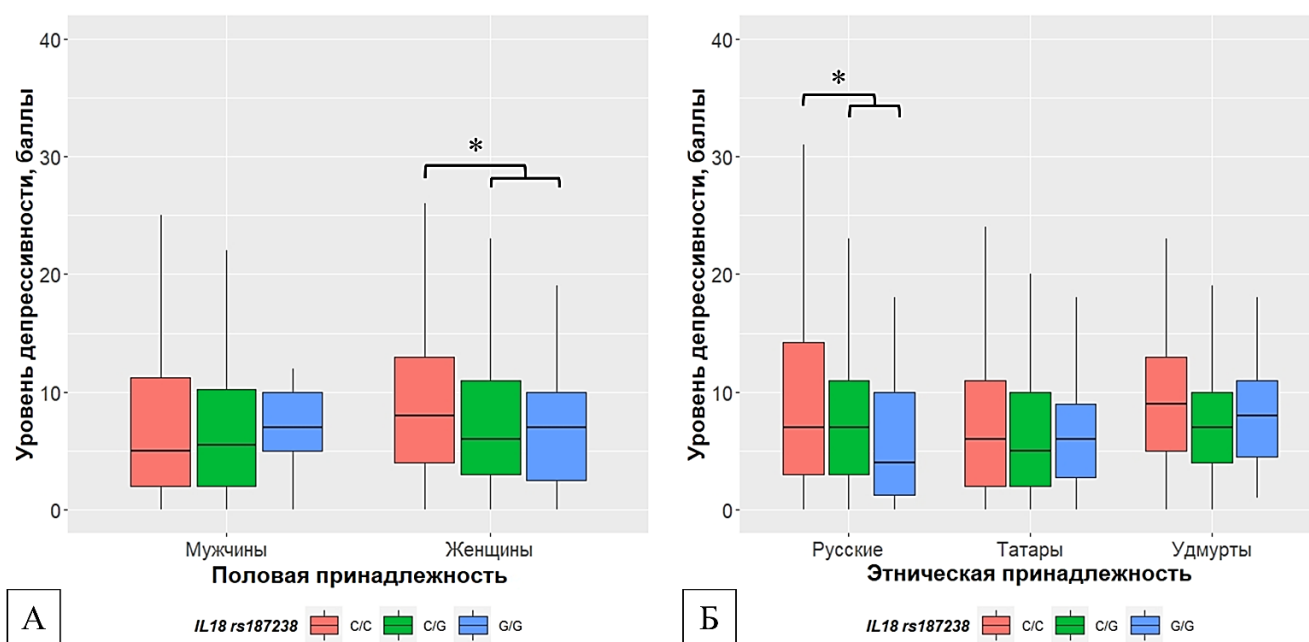 Уровень депрессивности, баллы
40
30
20
10
0
*
Мужчины Женщины
Половая принадлежность
А
IL18 rs187238 C/C C/G G/G
Уровень депрессивности, баллы
40
30
20
10
0
*
Русские Татары Удмурты
Этническая принадлежность
Б
IL18 rs187238 C/C C/G G/G